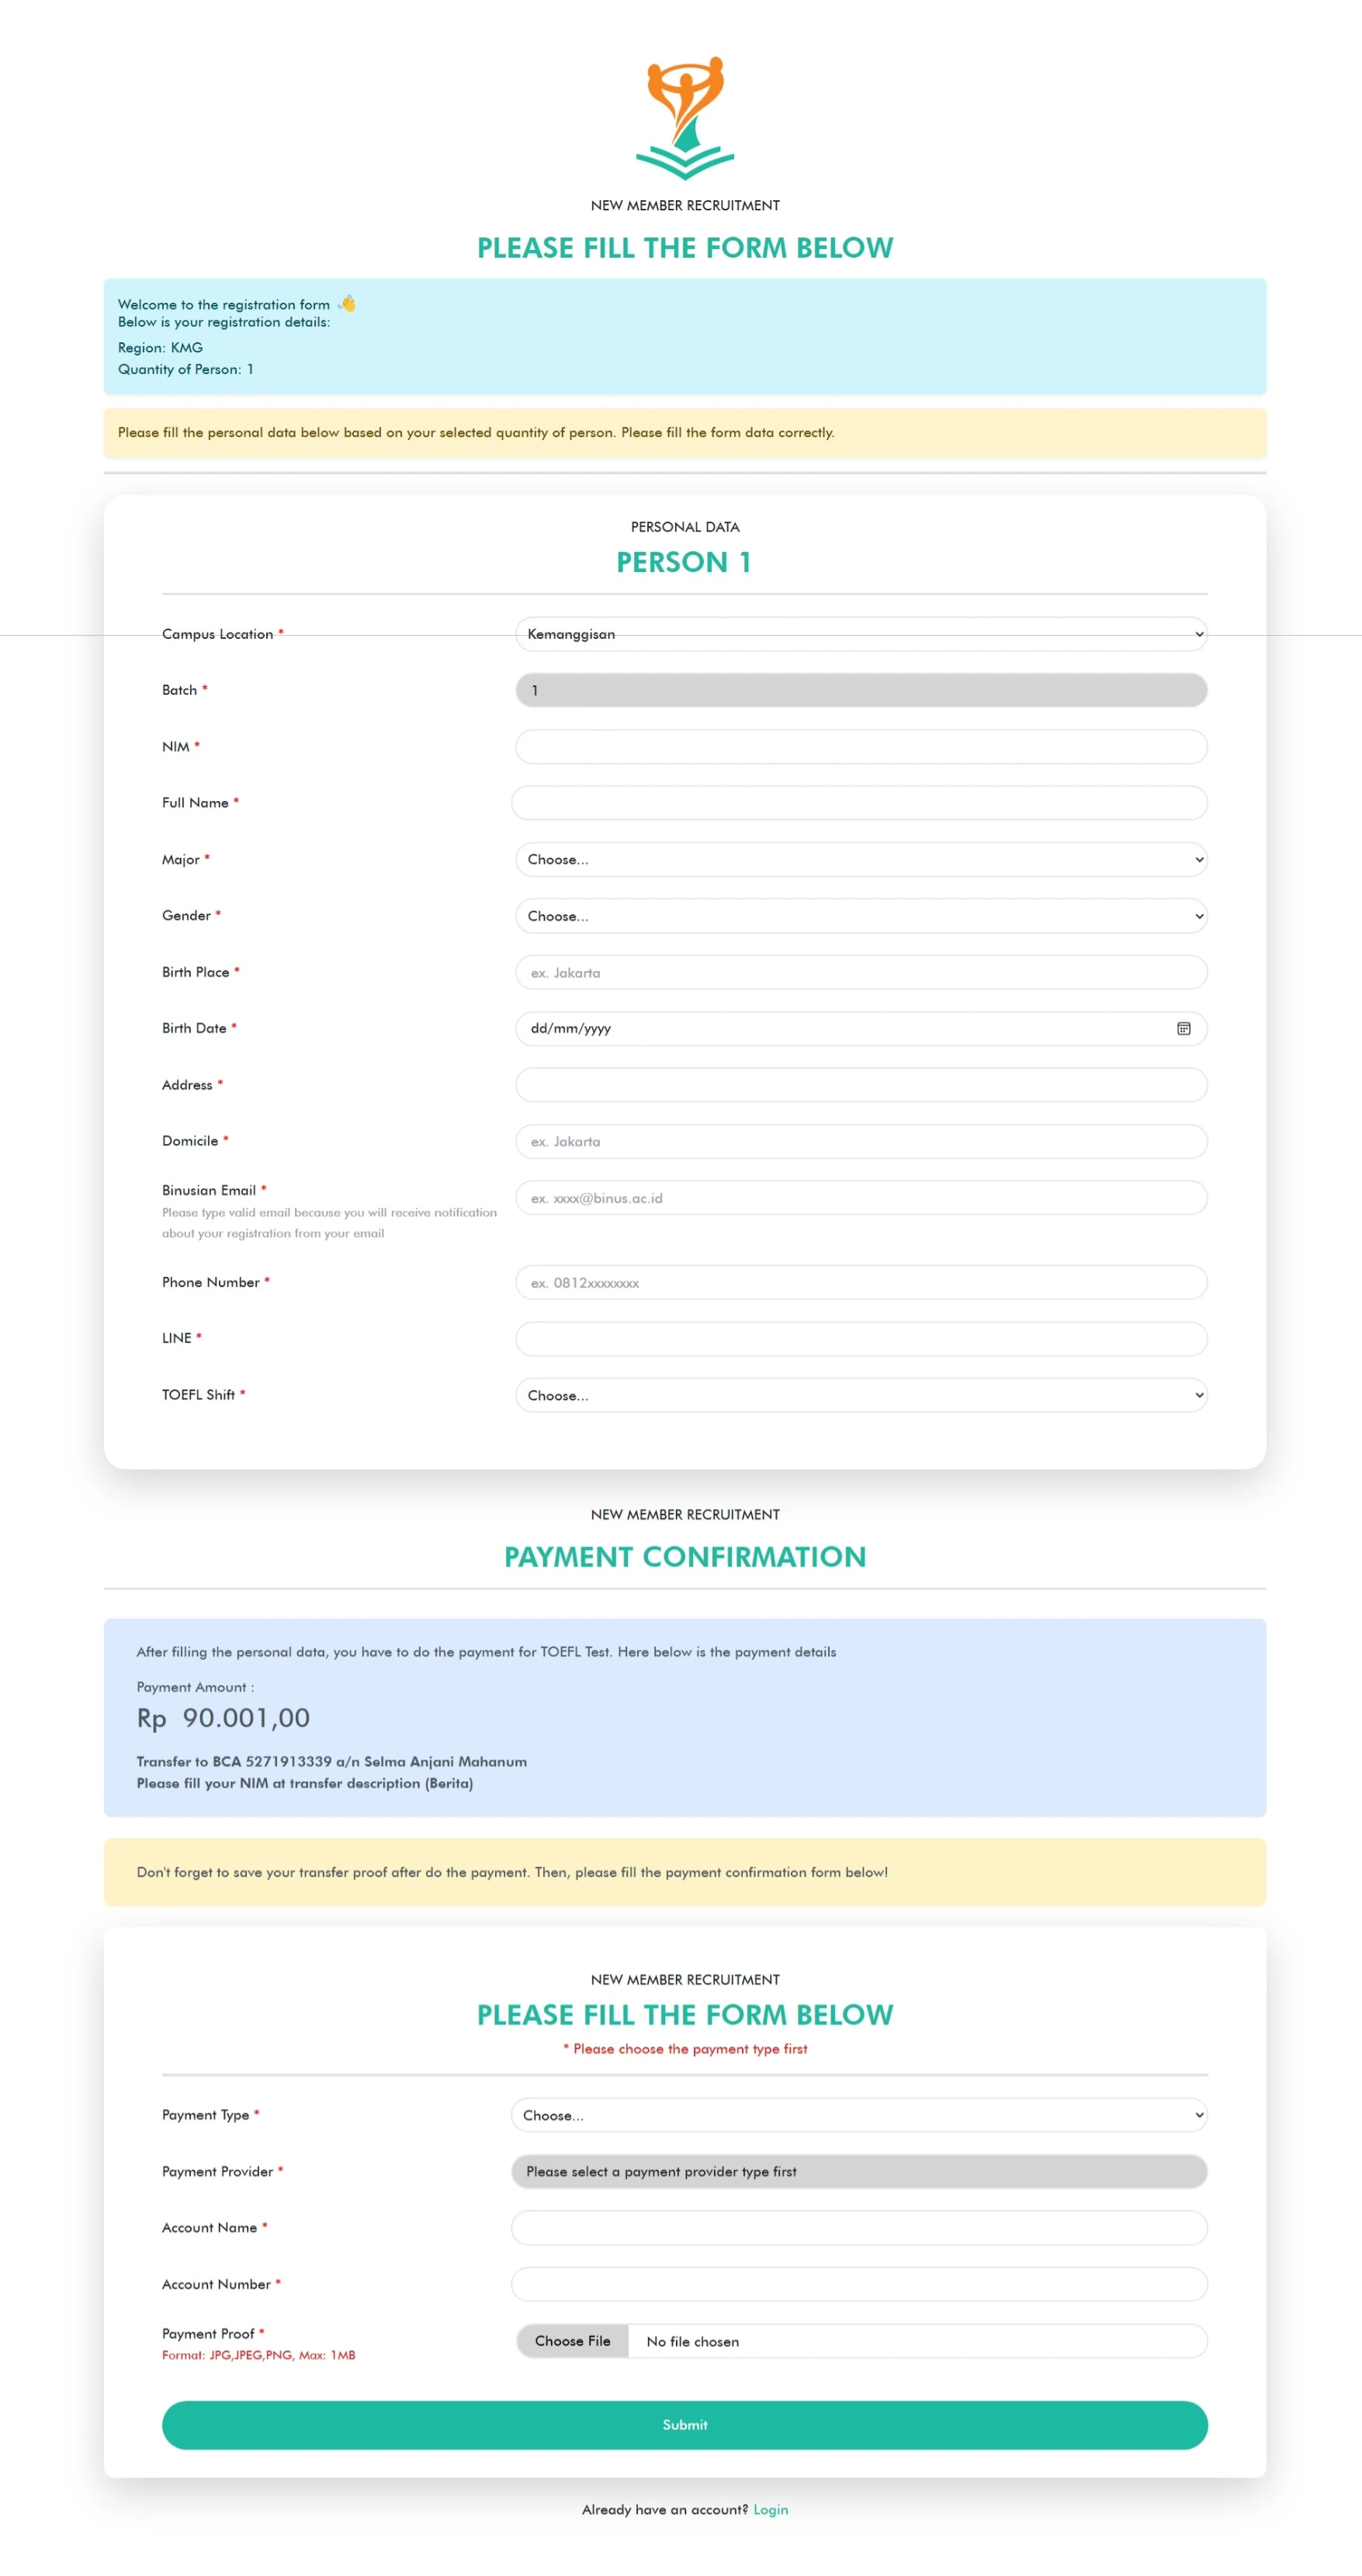 NEW MEMBER RECRUITMENT
PLEASE FILL THE FORM BELOW
Welcome to the registration form 👋
Below is your registration details:
Region: KMG
Quantity of Person: 1
Please fill the personal data below based on your selected quantity of person. Please fill the form data correctly.
PERSONAL DATA
PERSON 1
Campus Location * Kemanggisan
Batch * 1
NIM *
Full Name *
Major * Choose...
Gender * Choose...
Birth Place * ex. Jakarta
Birth Date * dd/mm/yyyy
Address *
Domicile * ex. Jakarta
Binusian Email * ex. xxxx@binus.ac.id
Please type valid email because you will receive notification
about your registration from your email
Phone Number * ex. 0812xxxxxxxx
LINE *
TOEFL Shift * Choose...
NEW MEMBER RECRUITMENT
PAYMENT CONFIRMATION
After filling the personal data, you have to do the payment for TOEFL Test. Here below is the payment details
Payment Amount :
Rp 90.001,00
Transfer to BCA 5271913339 a/n Selma Anjani Mahanum
Please fill your NIM at transfer description (Berita)
Don't forget to save your transfer proof after do the payment. Then, please fill the payment confirmation form below!
NEW MEMBER RECRUITMENT
PLEASE FILL THE FORM BELOW
* Please choose the payment type first
Payment Type * Choose...
Payment Provider * Please select a payment provider type first
Account Name *
Account Number *
Payment Proof * Choose File No file chosen
Format: JPG,JPEG,PNG, Max: 1MB
Submit
Already have an account? Login